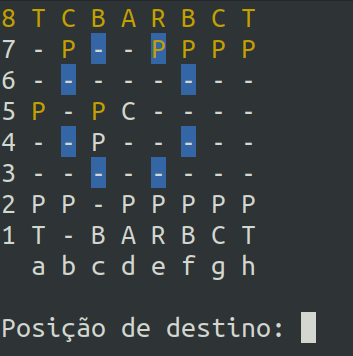 8 T C B A R B C T
7 - P - - P P P P
6 - - - - - - - -
5 P - P C - - - -
4 - - P - - - - -
3 - - - - - - - -
2 P P - P P P P P
1 T - B A R B C T
a b c d e f g h
Posição de destino: